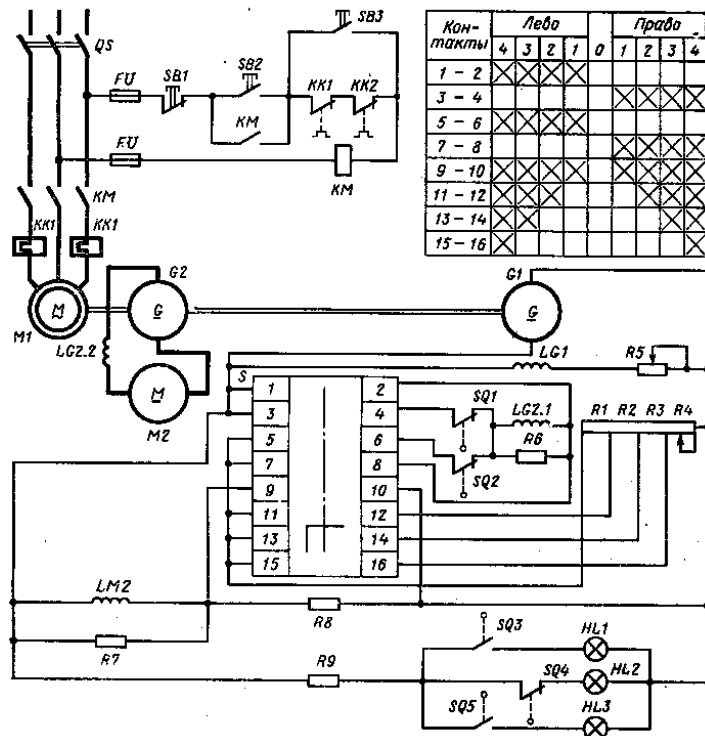 QS
FU
SB1
SB2
SB3
KK1
KK2
KM
FU
KM
KM
KK1
KK1
M
M1
G2
G
G1
G
LG2.2
M
M2
LG1
R5
S
1
2
3
4
5
6
7
8
9
10
11
12
13
14
15
16
SQ1
LG2.1
R6
SQ2
R1 R2 R3 R4
LM2
R7
R8
R9
SQ3
HL1
SQ4
HL2
SQ5
HL3
Кон-
такты
Лево
Право
4 3 2 1 0 1 2 3 4
1 – 2
3 – 4
5 – 6
7 – 8
9 – 10
11 – 12
13 – 14
15 – 16